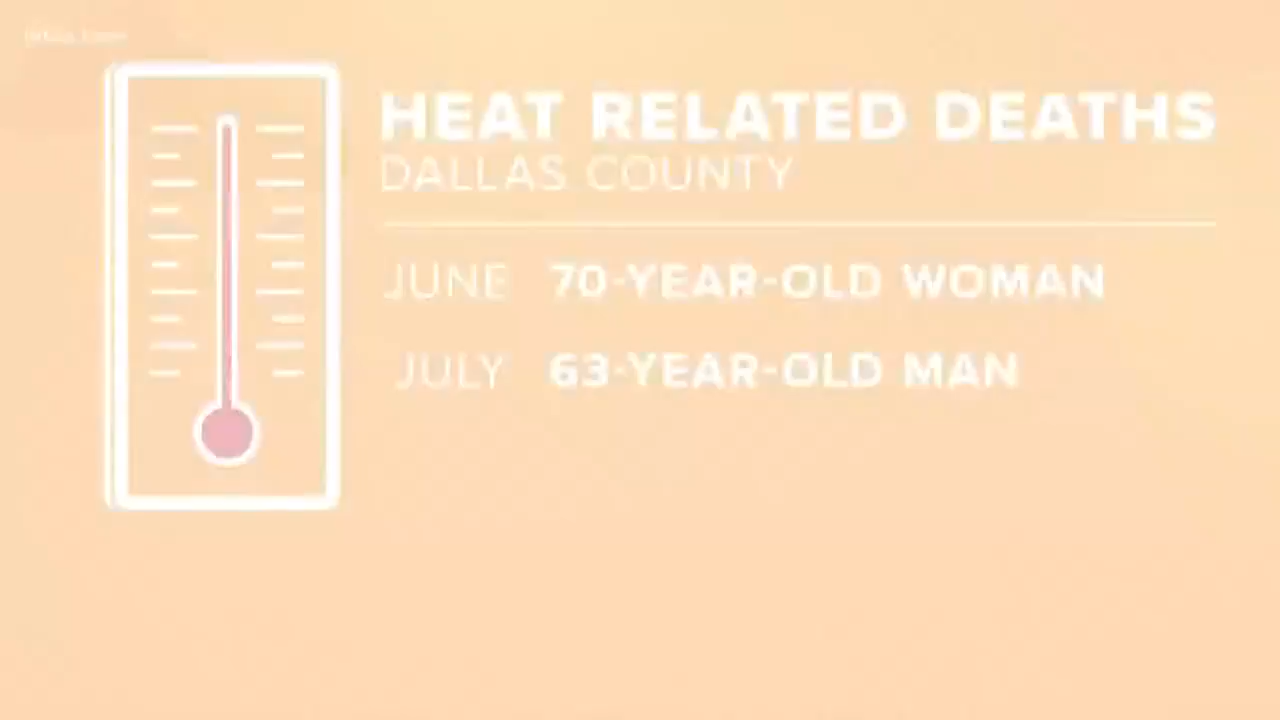 HEAT RELATED DEATHS
DALLAS COUNTY
JUNE 70-YEAR-OLD WOMAN
JULY 63-YEAR-OLD MAN